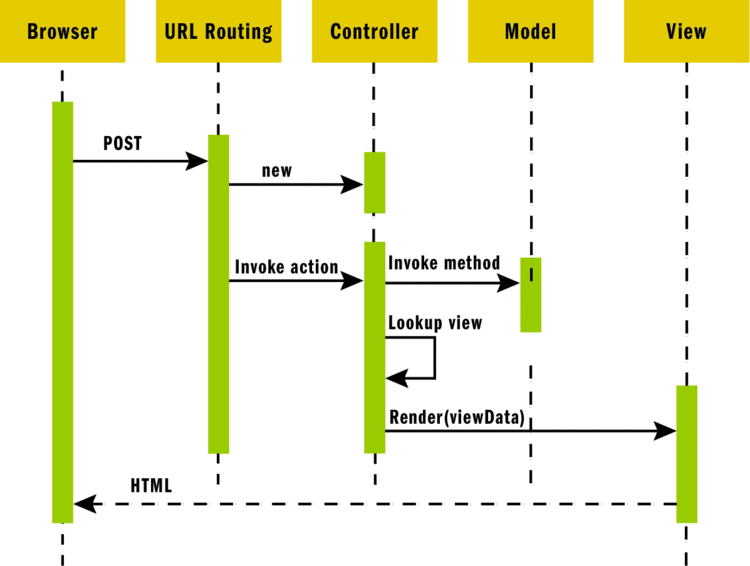 Browser
URL Routing
Controller
Model
View
POST
new
Invoke action
Invoke method
Lookup view
Render(viewData)
HTML